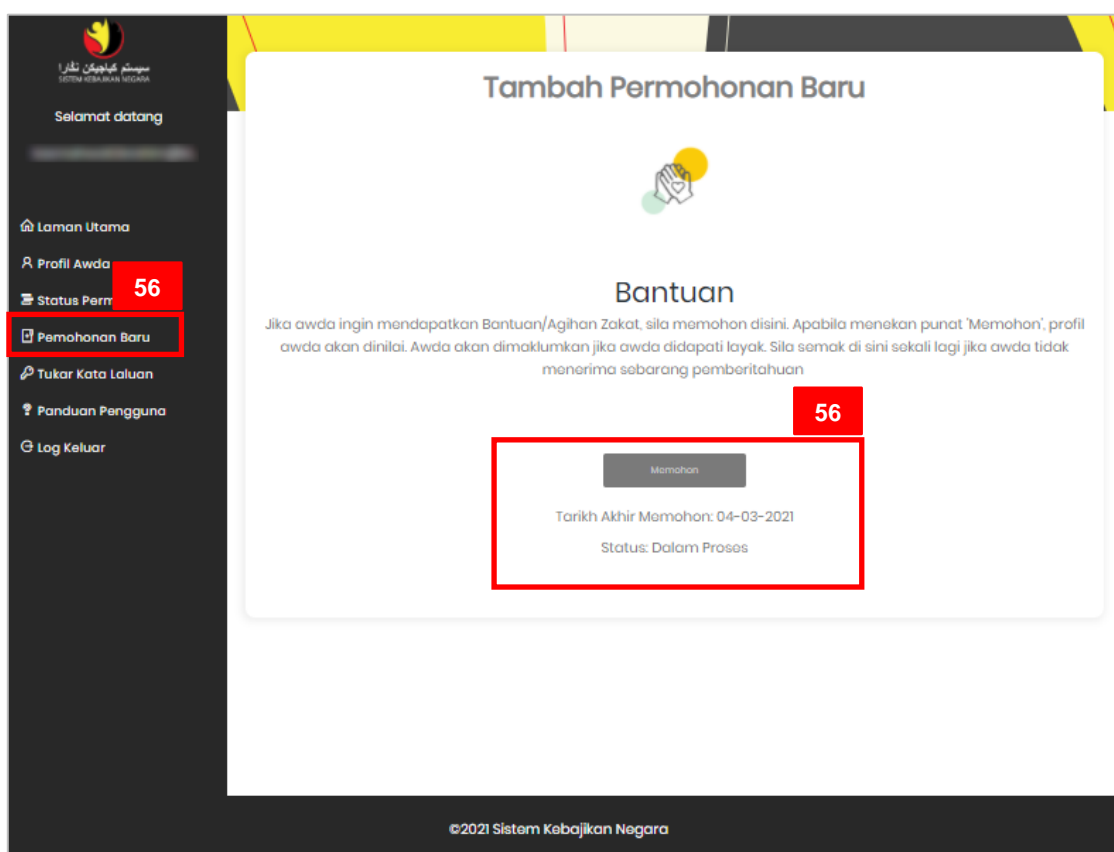 سيستم كباجيكن نݢارا
SISTEM KEBAJIKAN NEGARA
Selamat datang
Laman Utama
Profil Awda
56
Status
Pemohonan Baru
Tukar Kata Laluan
Panduan Pengguna
Log Keluar
Tambah Permohonan Baru
Bantuan
Jika awda ingin mendapatkan Bantuan/Agihan Zakat, sila memohon disini. Apabila menekan punat 'Memohon', profil
awda akan dinilai. Awda akan dimaklumkan jika awda didapati layak. Sila semak di sini sekali lagi jika awda tidak
menerima sebarang pemberitahuan
56
Memohon
Tarikh Akhir Memohon: 04-03-2021
Status: Dalam Proses
©2021 Sistem Kebajikan Negara